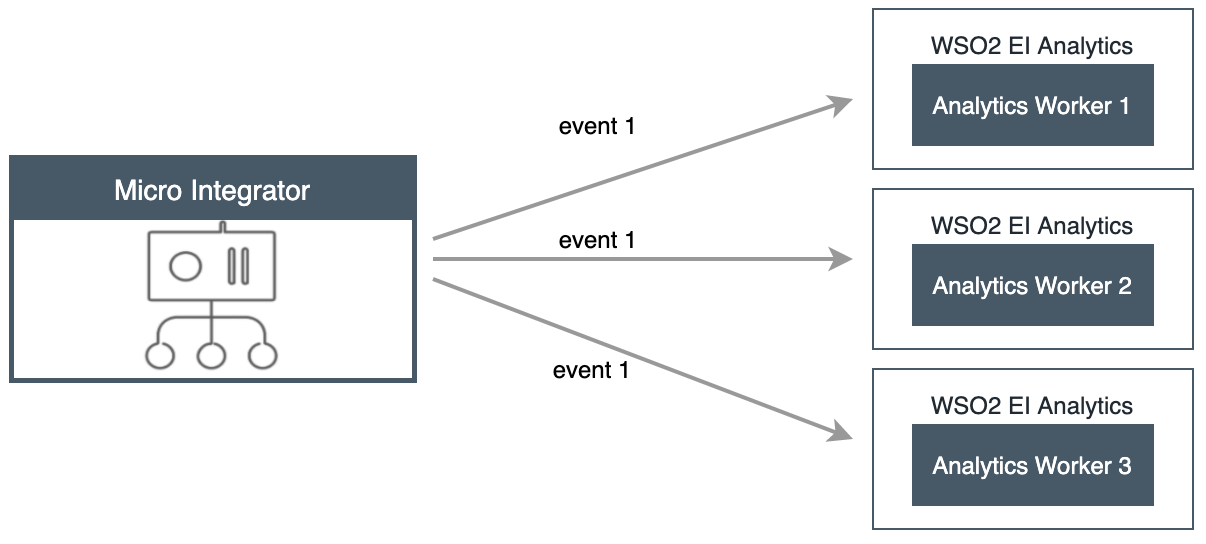 WSO2 EI Analytics
Analytics Worker 1
event 1
Micro Integrator
event 1
WSO2 EI Analytics
Analytics Worker 2
event 1
WSO2 EI Analytics
Analytics Worker 3